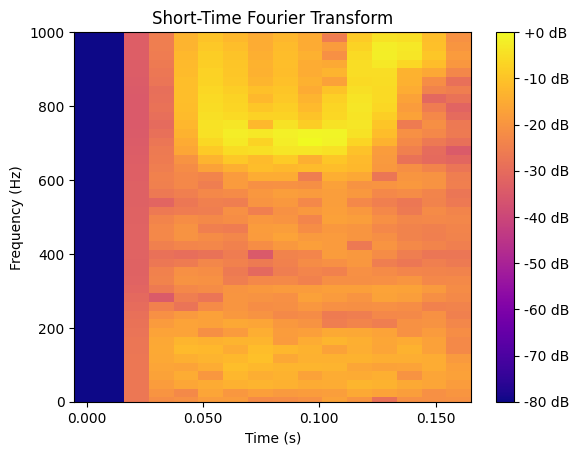 Short-Time Fourier Transform
1000
800
600
400
200
0
Frequency (Hz)
0.000
0.050
0.100
0.150
Time (s)
+0 dB
-10 dB
-20 dB
-30 dB
-40 dB
-50 dB
-60 dB
-70 dB
-80 dB